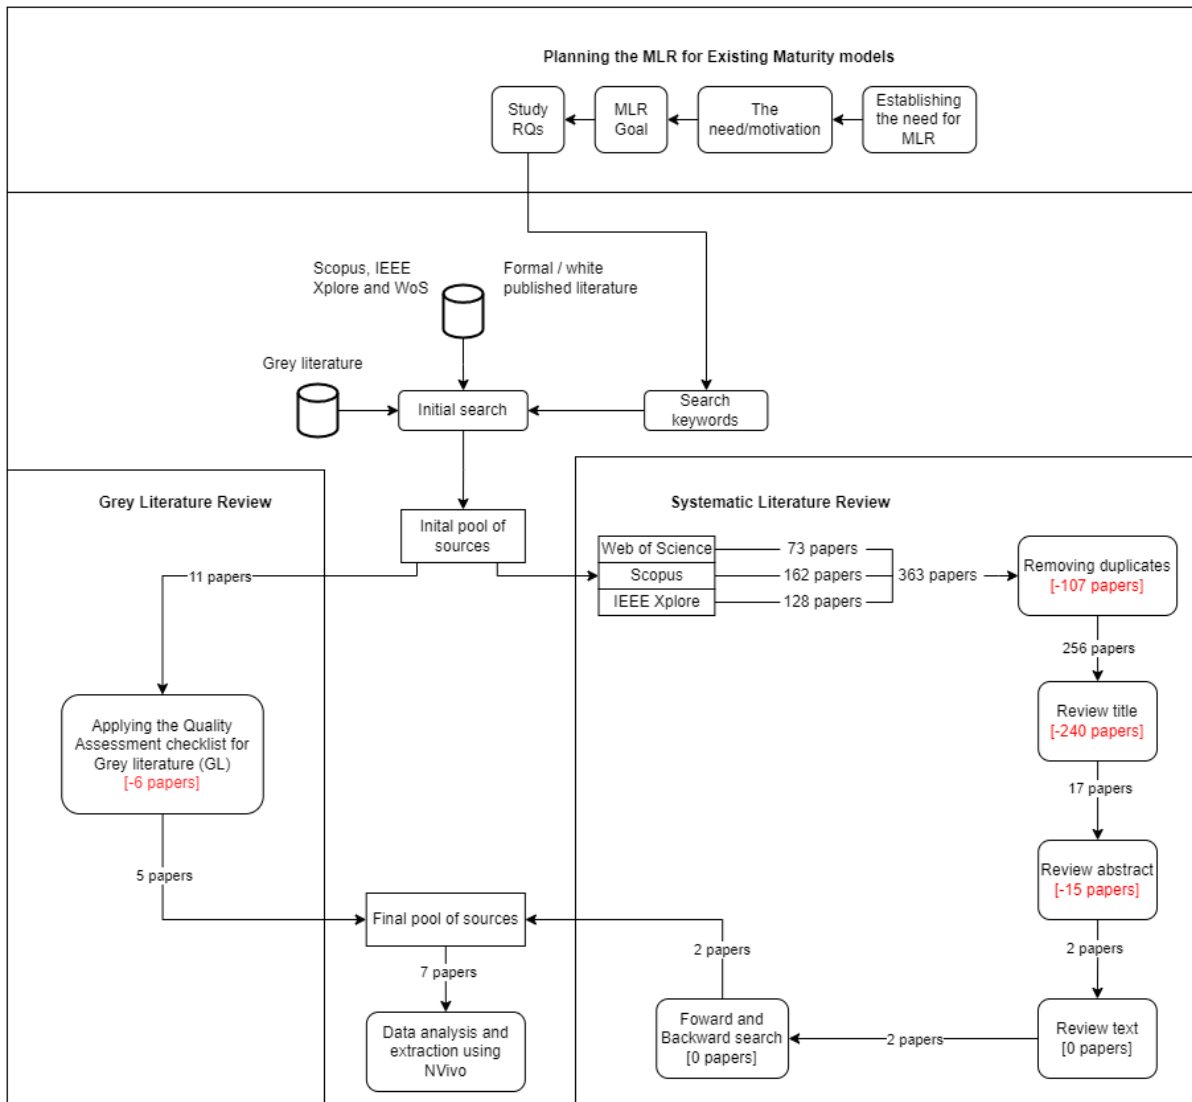 Planning the MLR for Existing Maturity models
Study
RQs
MLR
Goal
The
need/motivation
Establishing
the need for
MLR
Scopus, IEEE
Xplore and WoS
Formal / white
published literature
Grey literature
Initial search
Search
keywords
Grey Literature Review
Inital pool of
sources
Systematic Literature Review
Web of Science
73 papers
Scopus
162 papers
IEEE Xplore
128 papers
363 papers
Removing duplicates
[-107 papers]
11 papers
256 papers
Review title
[-240 papers]
17 papers
Applying the Quality
Assessment checklist for
Grey literature (GL)
[-6 papers]
Review abstract
[-15 papers]
5 papers
2 papers
Final pool of sources
2 papers
7 papers
Review text
[0 papers]
2 papers
Foward and
Backward search
[0 papers]
Data analysis and
extraction using
NVivo